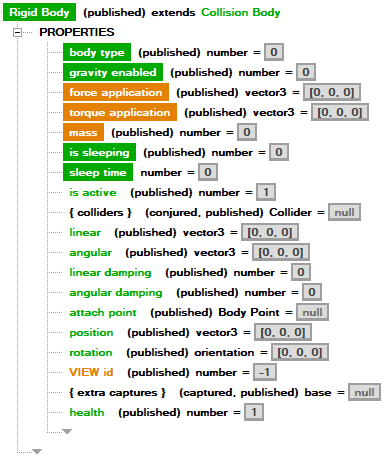 Rigid Body (published) extends Collision Body
PROPERTIES
body type (published) number = 0
gravity enabled (published) number = 0
force application (published) vector3 = [0, 0, 0]
torque application (published) vector3 = [0, 0, 0]
mass (published) number = 0
is sleeping (published) number = 0
sleep time number = 0
is active (published) number = 1
{ colliders } (conjured, published) Collider = null
linear (published) vector3 = [0, 0, 0]
angular (published) vector3 = [0, 0, 0]
linear damping (published) number = 0
angular damping (published) number = 0
attach point (published) Body Point = null
position (published) vector3 = [0, 0, 0]
rotation (published) orientation = [0, 0, 0]
VIEW id (published) number = -1
{ extra captures } (captured, published) base = null
health (published) number = 1